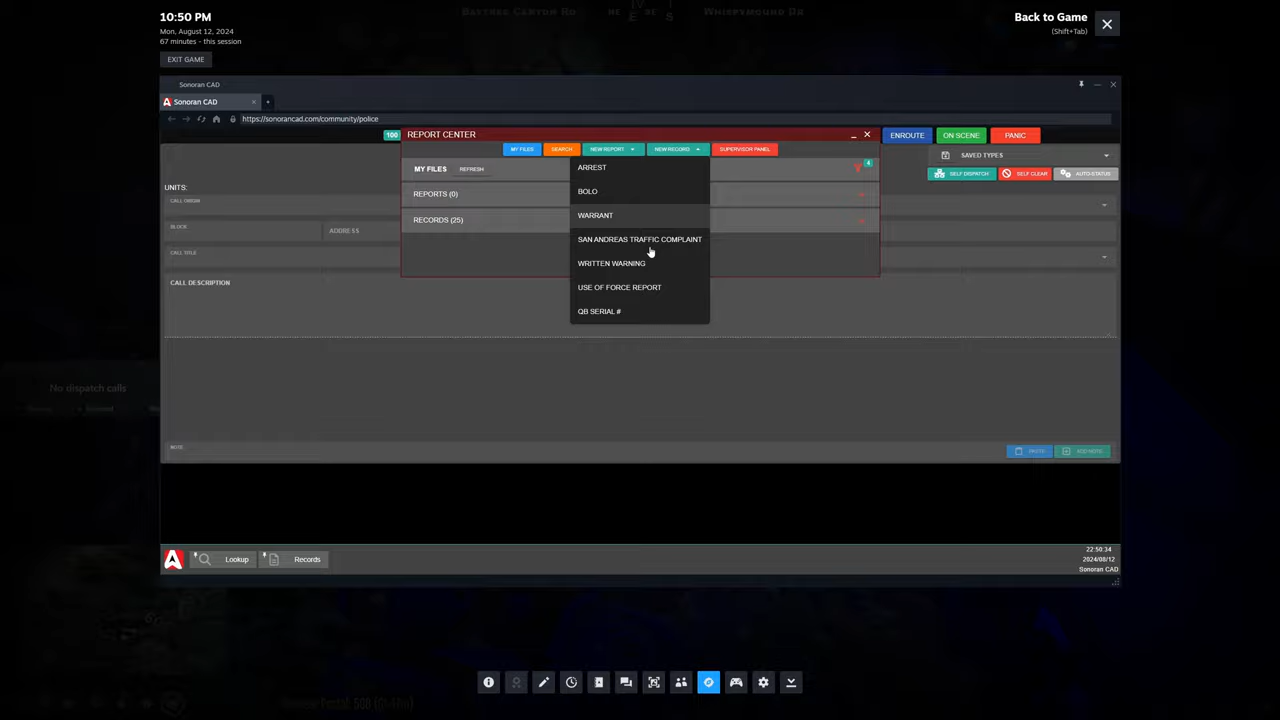 10:50 PM
Mon, August 12, 2024
67 minutes - this session
EXIT GAME
Back to Game
(Shift+Tab)
Sonoran CAD
Sonoran CAD
https://sonorancad.com/community/police
100
REPORT CENTER
ENROUTE
ON SCENE
PANIC
MY FILES
SEARCH
NEW REPORT
NEW RECORD
SUPERVISOR PANEL
SAVED TYPES
MY FILES
REFRESH
4
SELF DISPATCH
SELF CLEAR
AUTO-STATUS
REPORTS (0)
RECORDS (25)
ARREST
BOLO
WARRANT
SAN ANDREAS TRAFFIC COMPLAINT
WRITTEN WARNING
USE OF FORCE REPORT
QB SERIAL #
UNITS:
CALL ORIGIN
BLOCK
ADDRESS
CALL TITLE
CALL DESCRIPTION
No dispatch calls
NOTE
Lookup
Records
22:50:34
2024/08/12
Sonoran CAD